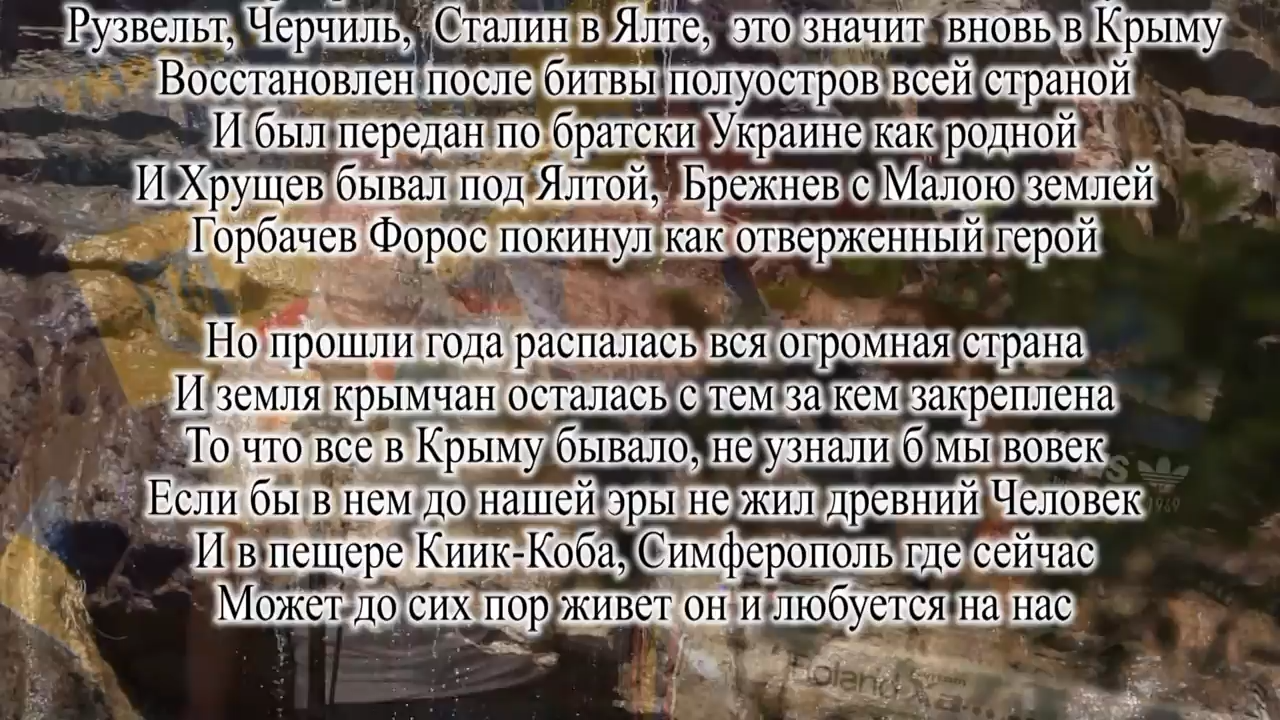 Рузвельт, Черчиль, Сталин в Ялте, это значит вновь в Крыму
Восстановлен после битвы полуостров всей страной
И был передан по братски Украине как родной
И Хрущев бывал под Ялтой, Брежнев с Малою землей
Горбачев Форос покинул как отверженный герой
Но прошли года распалась вся огромная страна
И земля крымчан осталась с тем за кем закреплена
То что все в Крыму бывало, не узнали б мы вовек
Если бы в нем до нашей эры не жил древний Человек
И в пещере Киик-Коба, Симферополь где сейчас
Может до сих пор живет он и любуется на нас
Roland